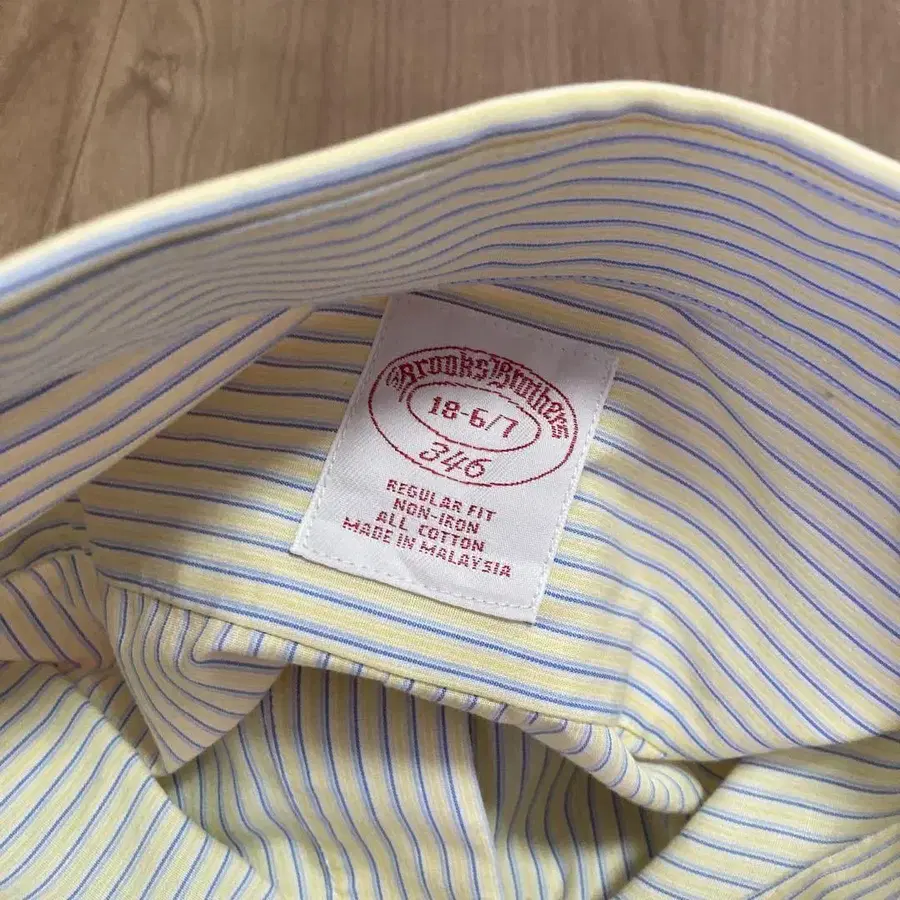 Brooks Brothers
18-6/7
346
REGULAR FIT
NON-IRON
ALL COTTON
MADE IN MALAYSIA